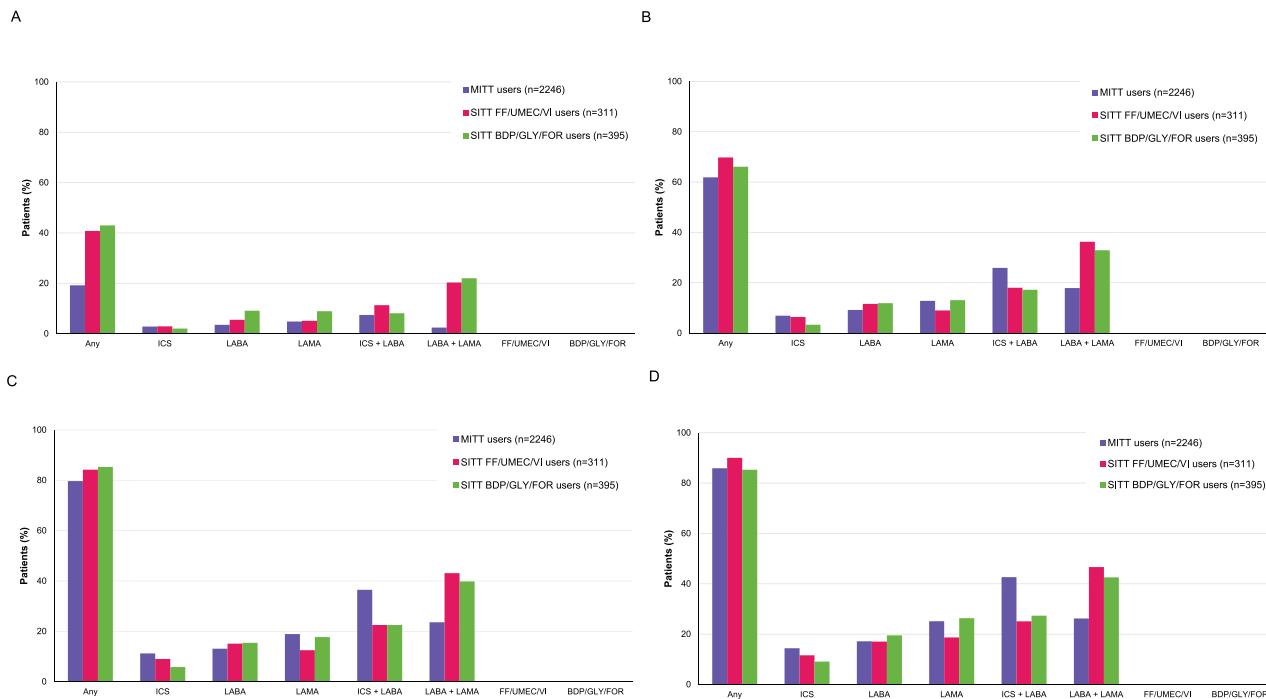 A
100
80
60
40
20
0
Patients (%)
MITT users (n=2246)
SITT FF/UMEC/VI users (n=311)
SITT BDP/GLY/FOR users (n=395)
Any ICS LABA LAMA ICS + LABA LABA + LAMA FF/UMEC/VI BDP/GLY/FOR
B
100
80
60
40
20
0
Patients (%)
MITT users (n=2246)
SITT FF/UMEC/VI users (n=311)
SITT BDP/GLY/FOR users (n=395)
Any ICS LABA LAMA ICS + LABA LABA + LAMA FF/UMEC/VI BDP/GLY/FOR
C
100
80
60
40
20
0
Patients (%)
MITT users (n=2246)
SITT FF/UMEC/VI users (n=311)
SITT BDP/GLY/FOR users (n=395)
Any ICS LABA LAMA ICS + LABA LABA + LAMA FF/UMEC/VI BDP/GLY/FOR
D
100
80
60
40
20
0
Patients (%)
MITT users (n=2246)
SITT FF/UMEC/VI users (n=311)
SITT BDP/GLY/FOR users (n=395)
Any ICS LABA LAMA ICS + LABA LABA + LAMA FF/UMEC/VI BDP/GLY/FOR